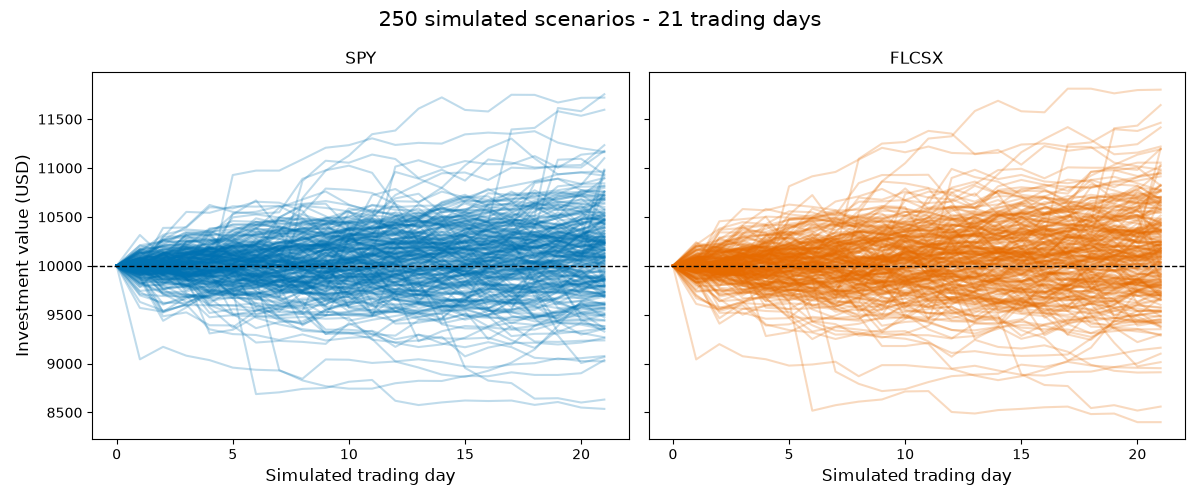 250 simulated scenarios - 21 trading days
SPY
FLCSX
Investment value (USD)
11500
11000
10500
10000
9500
9000
8500
0 5 10 15 20
0 5 10 15 20
Simulated trading day
Simulated trading day